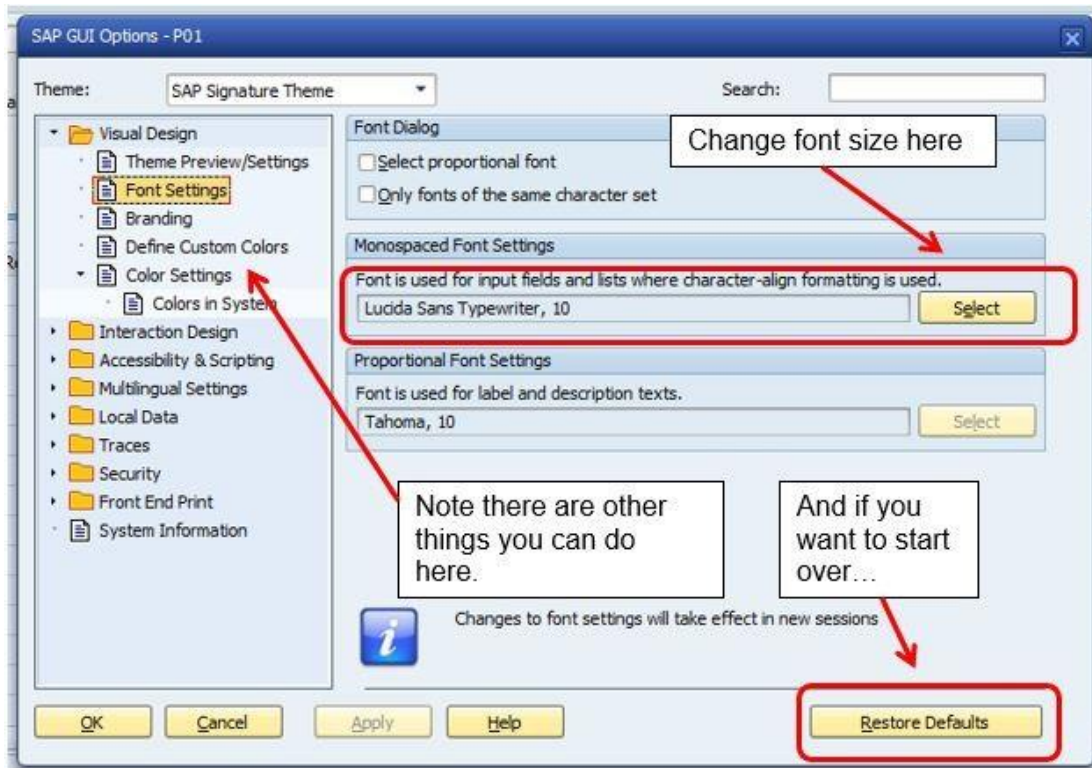 SAP GUI Options - P01
Theme:
SAP Signature Theme
Search:
Visual Design
Theme Preview/Settings
Font Settings
Branding
Define Custom Colors
Color Settings
Colors in System
Interaction Design
Accessibility & Scripting
Multilingual Settings
Local Data
Traces
Security
Front End Print
System Information
Font Dialog
Select proportional font
Only fonts of the same character set
Change font size here
Monospaced Font Settings
Font is used for input fields and lists where character-align formatting is used.
Lucida Sans Typewriter, 10
Select
Proportional Font Settings
Font is used for label and description texts.
Tahoma, 10
Select
Note there are other
things you can do
here.
And if you
want to start
over…
Changes to font settings will take effect in new sessions
OK
Cancel
Apply
Help
Restore Defaults